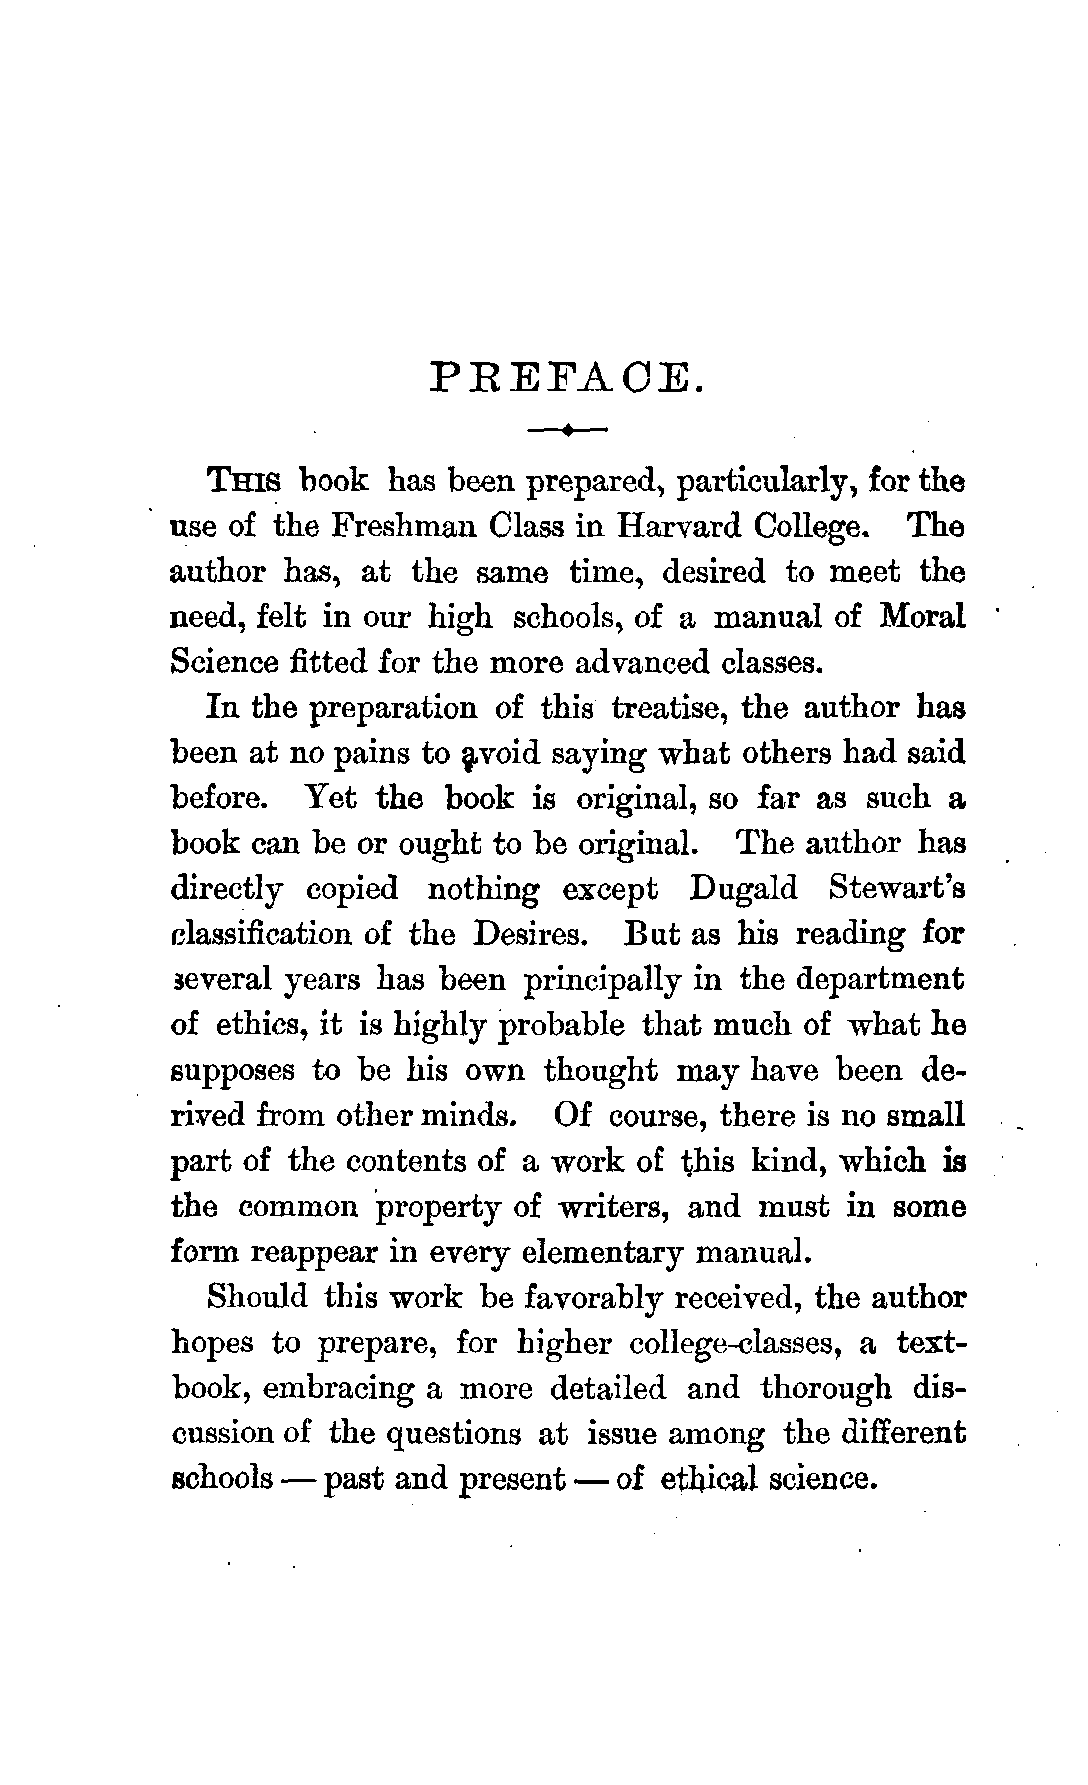 PREFACE.
THIS book has been prepared, particularly, for the
use of the Freshman Class in Harvard College. The
author has, at the same time, desired to meet the
need, felt in our high schools, of a manual of Moral
Science fitted for the more advanced classes.
In the preparation of this treatise, the author has
been at no pains to avoid saying what others had said
before. Yet the book is original, so far as such a
book can be or ought to be original. The author has
directly copied nothing except Dugald Stewart's
classification of the Desires. But as his reading for
several years has been principally in the department
of ethics, it is highly probable that much of what he
supposes to be his own thought may have been de-
rived from other minds. Of course, there is no small
part of the contents of a work of this kind, which is
the common property of writers, and must in some
form reappear in every elementary manual.
Should this work be favorably received, the author
hopes to prepare, for higher college-classes, a text-
book, embracing a more detailed and thorough dis-
cussion of the questions at issue among the different
schools — past and present — of ethical science.